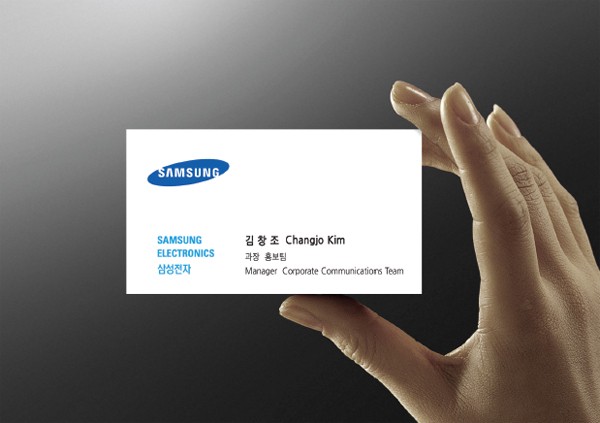 SAMSUNG
SAMSUNG
ELECTRONICS
삼성전자
김 창 조 Changjo Kim
과장 홍보팀
Manager Corporate Communications Team